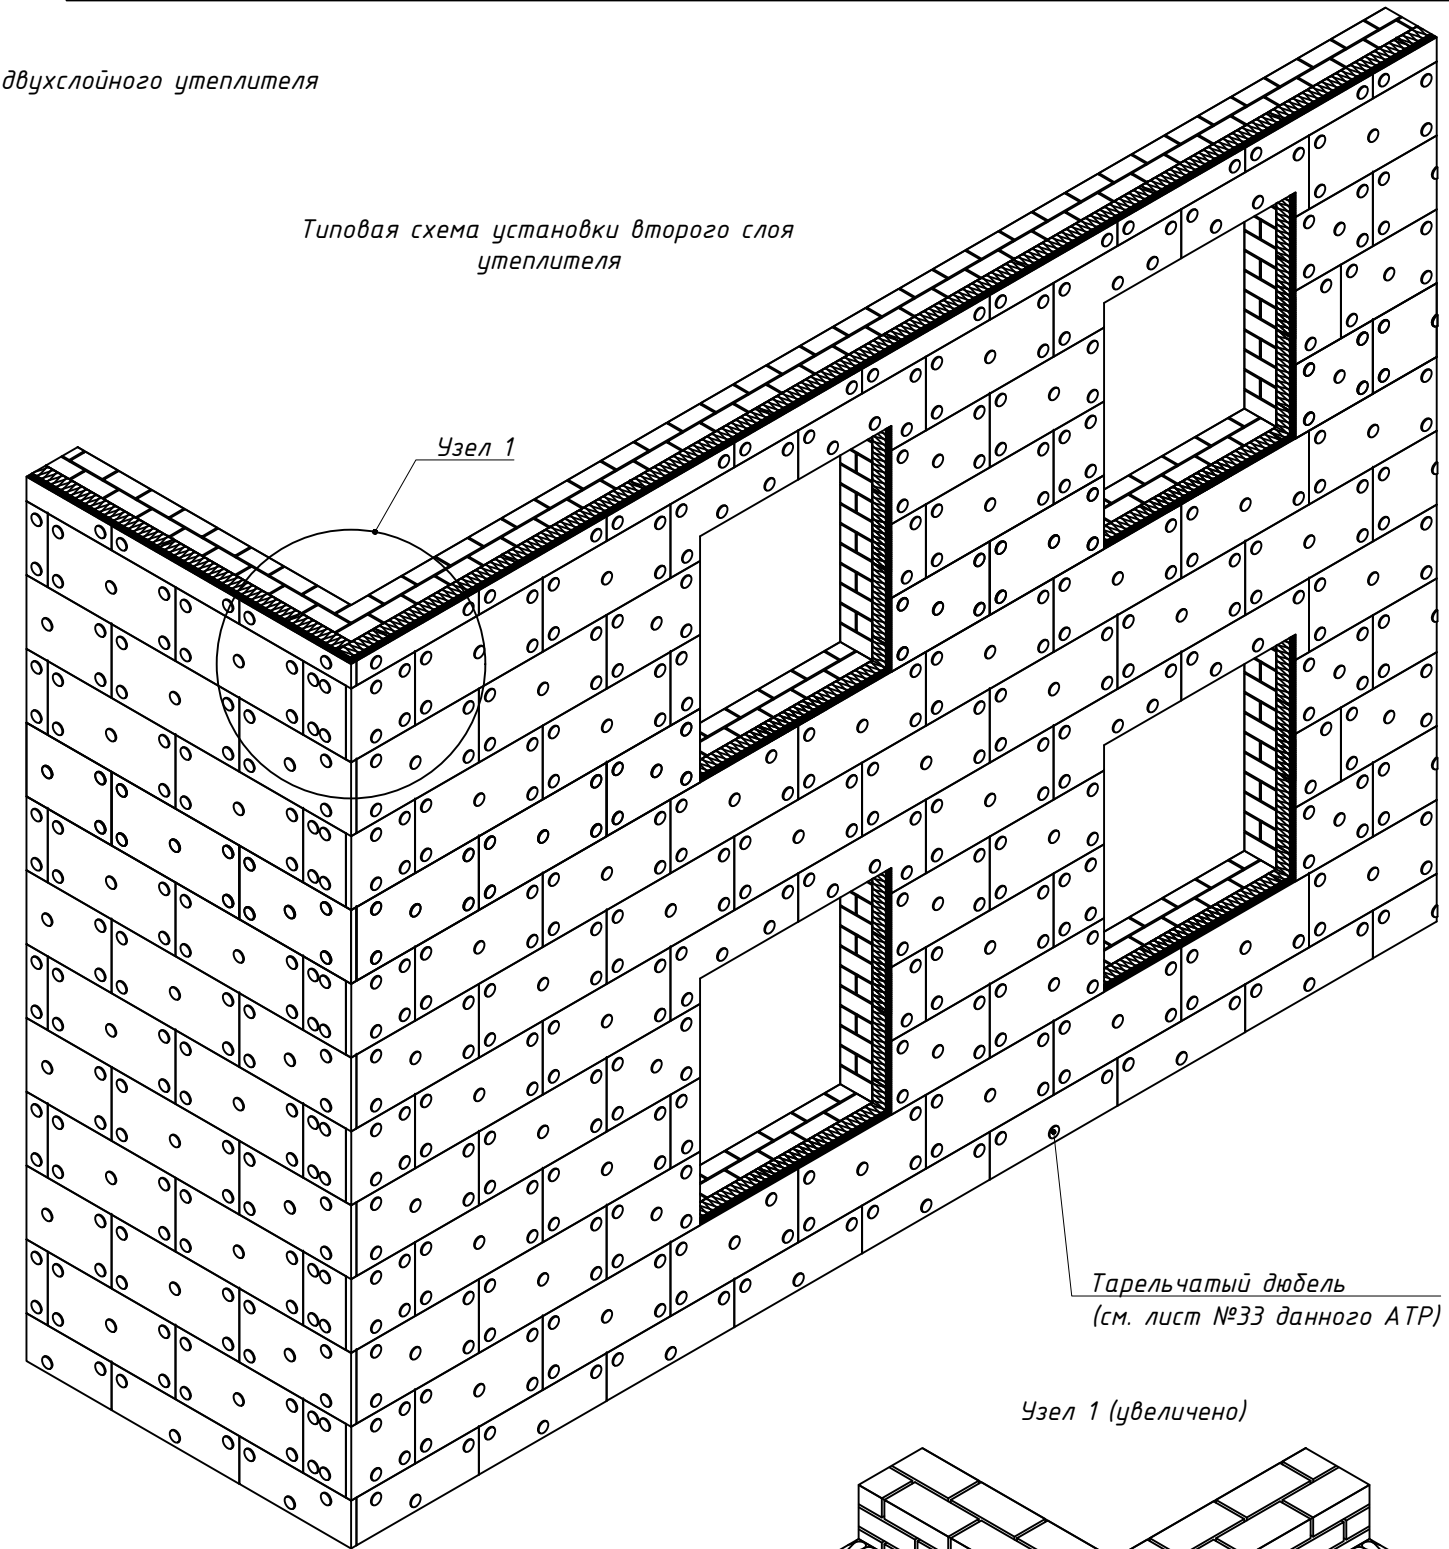 двухслойного утеплителя
Типовая схема установки второго слоя
утеплителя
Узел 1
Тарельчатый дюбель
(см. лист №33 данного АТР)
Узел 1 (увеличено)